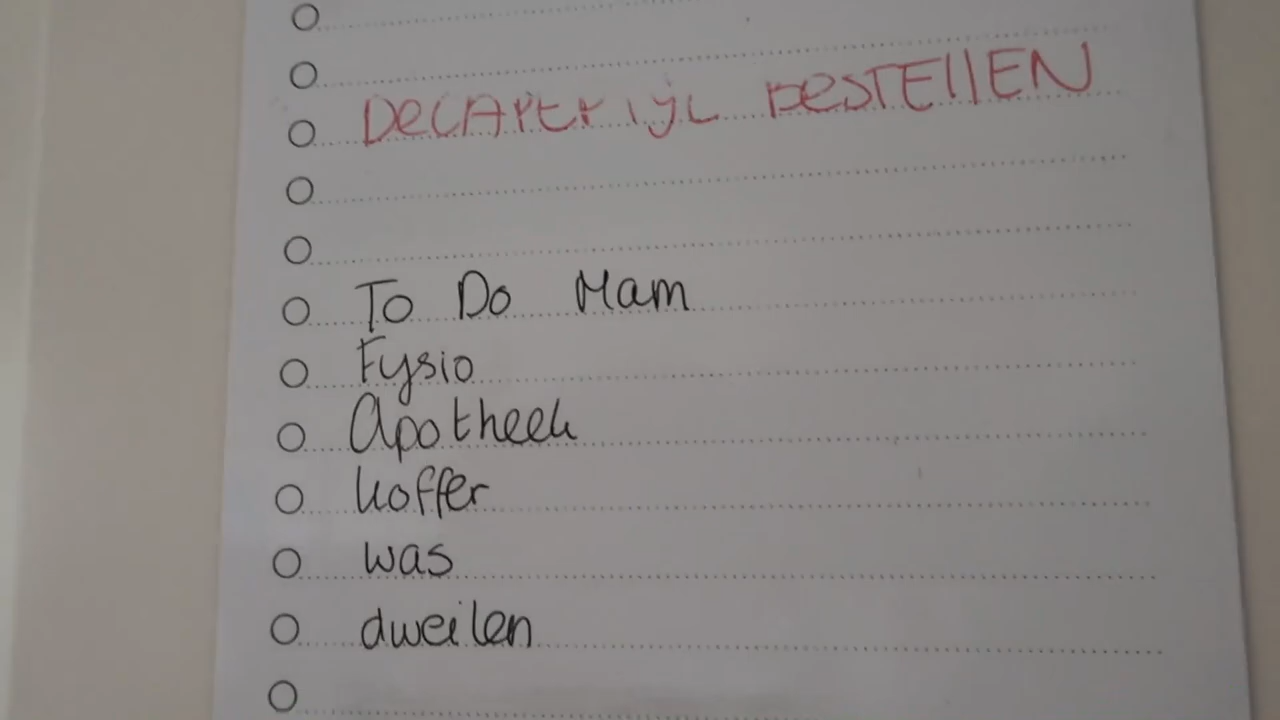 BESTELLEN
To Do Mam
Fysio
Apotheek
koffer
was
dweilen